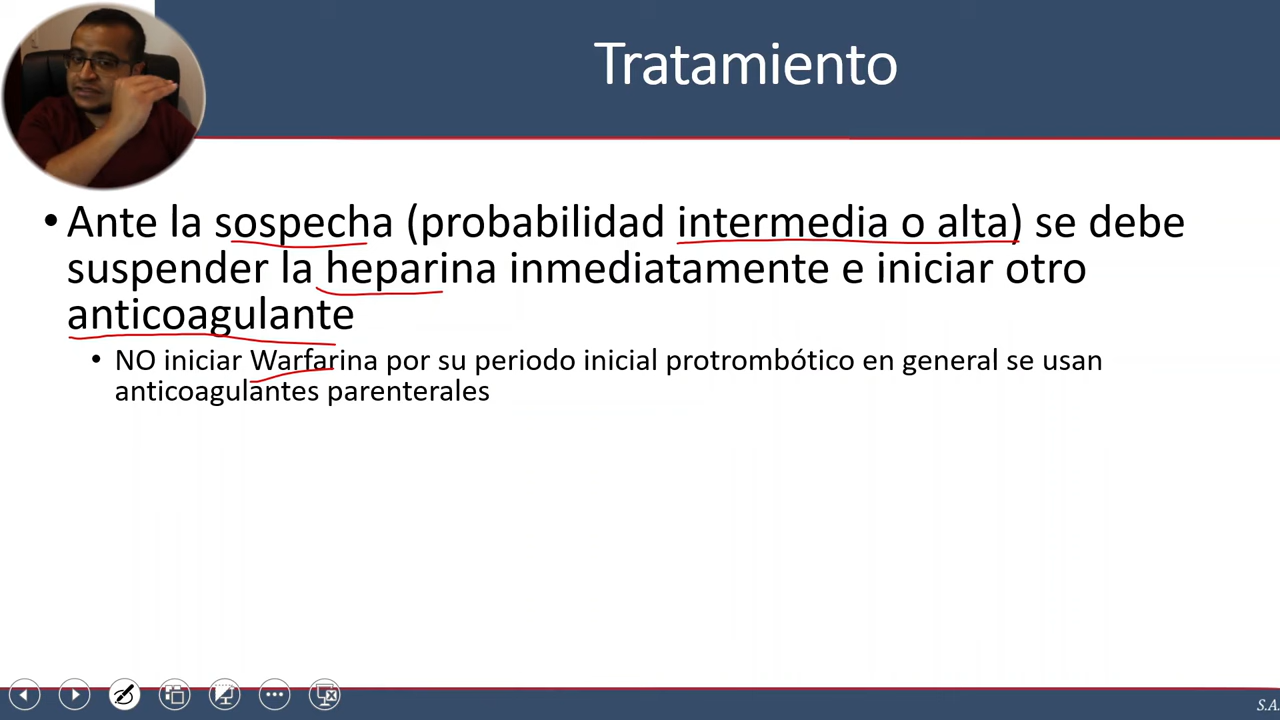 Tratamiento
• Ante la sospecha (probabilidad intermedia o alta) se debe
suspender la heparina inmediatamente e iniciar otro
anticoagulante
• NO iniciar Warfarina por su periodo inicial protrombótico en general se usan
anticoagulantes parenterales
S.A.